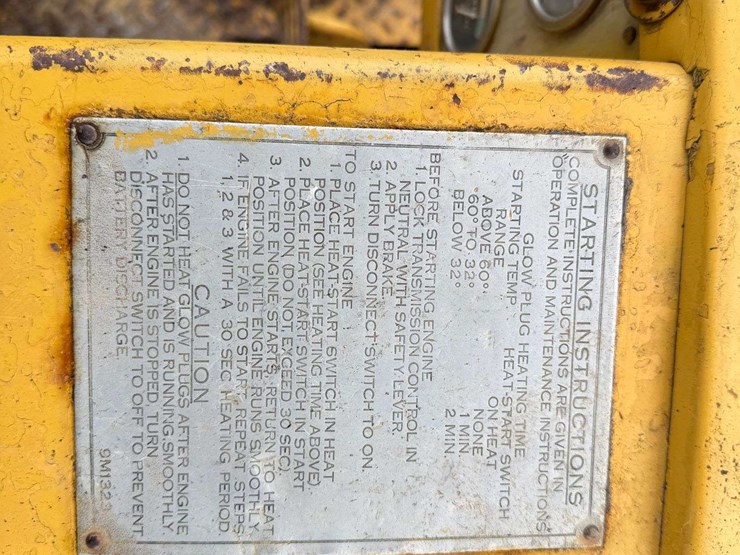 STARTING INSTRUCTIONS
COMPLETE INSTRUCTIONS ARE GIVEN IN
"OPERATION AND MAINTENANCE INSTRUCTIONS"
GLOW PLUG HEATING TIME
STARTING TEMP. HEAT-START SWITCH
RANGE ON HEAT
ABOVE 60° NONE
60° TO 32° 1 MIN.
BELOW 32° 2 MIN.
BEFORE STARTING ENGINE
1. LOCK TRANSMISSION CONTROL IN
NEUTRAL WITH SAFETY LEVER.
2. APPLY BRAKE.
3. TURN DISCONNECT SWITCH TO ON.
TO START ENGINE
1. PLACE HEAT-START SWITCH IN HEAT
POSITION (SEE HEATING TIME ABOVE).
2. PLACE HEAT-START SWITCH IN START
POSITION (DO NOT EXCEED 30 SEC.)
3. AFTER ENGINE STARTS, RETURN TO HEAT
POSITION UNTIL ENGINE RUNS SMOOTHLY
4. IF ENGINE FAILS TO START, REPEAT STEPS
1, 2 & 3 WITH A 30 SEC. HEATING PERIOD.
CAUTION
1. DO NOT HEAT GLOW PLUGS AFTER ENGINE
HAS STARTED AND IS RUNNING SMOOTHLY.
2. AFTER ENGINE IS STOPPED, TURN
DISCONNECT SWITCH TO OFF TO PREVENT
BATTERY DISCHARGE.
9M1323